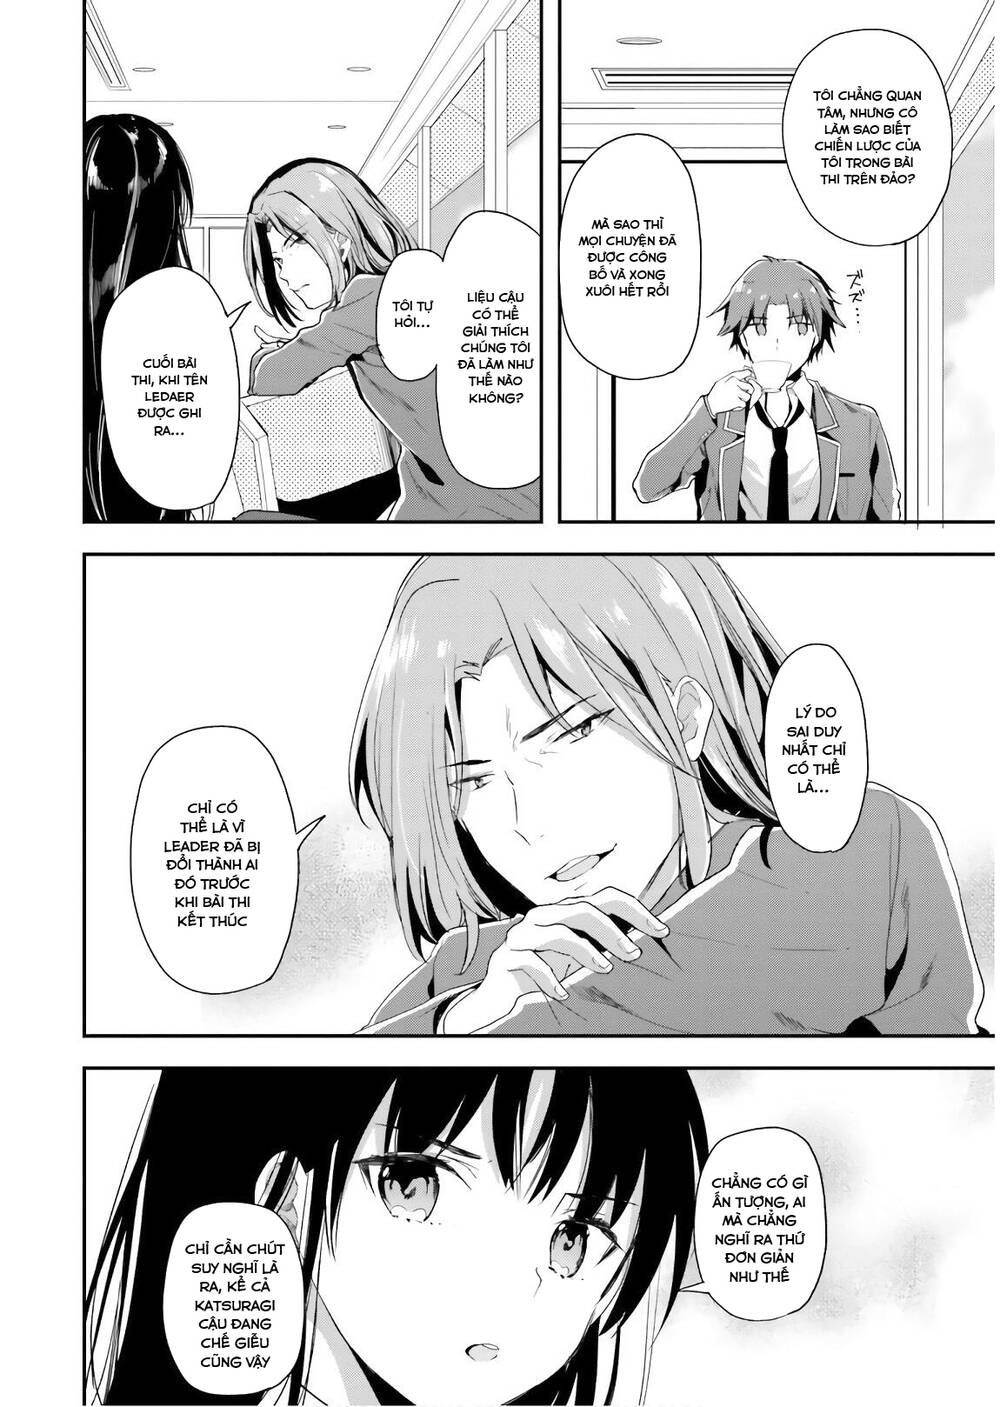 TÔI CHẲNG QUAN
TÂM, NHƯNG CÔ
LÀM SAO BIẾT
CHIẾN LƯỢC CỦA
TÔI TRONG BÀI
THI TRÊN ĐẢO?
MÀ SAO THÌ
MỌI CHUYỆN ĐÃ
ĐƯỢC CÔNG
BỐ VÀ XONG
XUÔI HẾT RỒI
ズズ…
LIỆU CẬU
CÓ THỂ
GIẢI THÍCH
CHÚNG TÔI
ĐÃ LÀM NHƯ
THẾ NÀO
KHÔNG?
TÔI TỰ
HỎI...
CUỐI BÀI
THI, KHI TÊN
LEDAER
ĐƯỢC GHI
RA...
LÝ DO
SAI DUY
NHẤT CHỈ
CÓ THỂ
LÀ...
CHỈ CÓ
THỂ LÀ VÌ
LEADER ĐÃ BỊ
ĐỔI THÀNH AI
ĐÓ TRƯỚC
KHI BÀI THI
KẾT THÚC
CHẲNG CÓ GÌ
ẤN TƯỢNG, AI
MÀ CHẲNG
NGHĨ RA THỨ
ĐƠN GIẢN
NHƯ THẾ
CHỈ CẦN CHÚT
SUY NGHĨ LÀ
RA, KỂ CẢ
KATSURAGI
CẬU ĐANG
CHẾ GIỄU
CŨNG VẬY